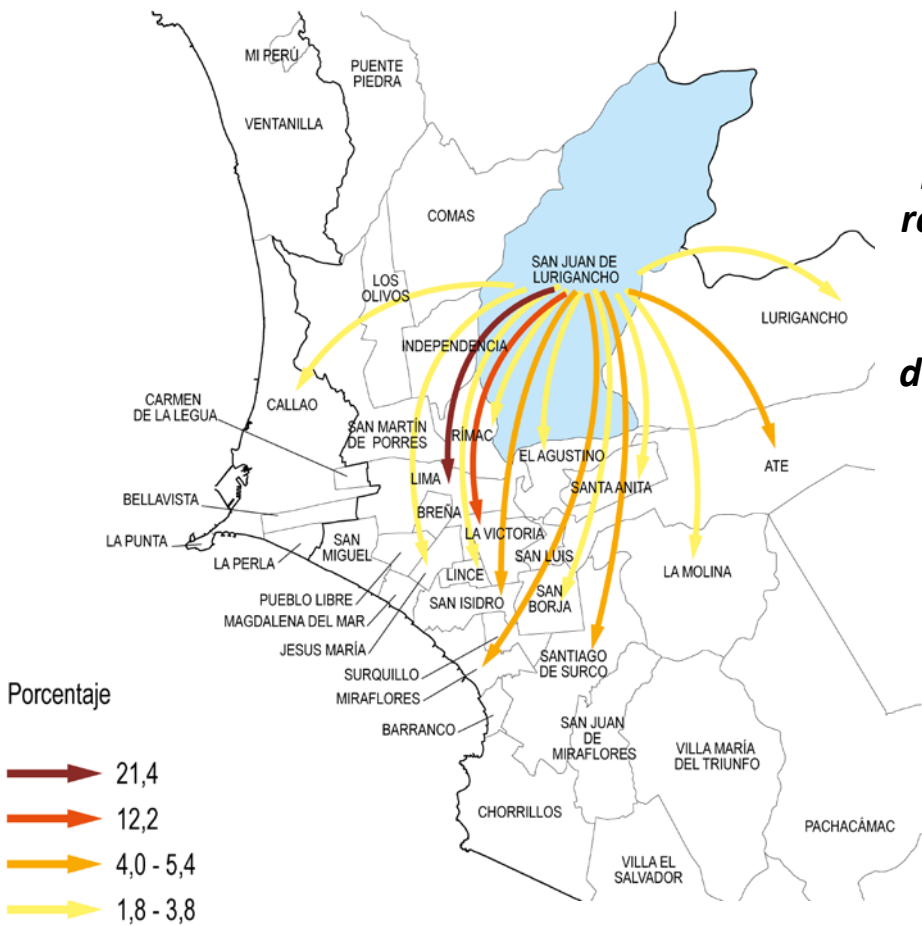 MI PERÚ
PUENTE
PIEDRA
VENTANILLA
COMAS
SAN JUAN DE
LURIGANCHO
LOS
OLIVOS
LURIGANCHO
INDEPENDENCIA
CARMEN
DE LA LEGUA
CALLAO
SAN MARTÍN
DE PORRES
RÍMAC
EL AGUSTINO
ATE
LIMA
SANTA ANITA
BELLAVISTA
BREÑA
LA PUNTA
LA VICTORIA
SAN
MIGUEL
SAN LUIS
LA PERLA
LINCE
LA MOLINA
SAN
BORJA
PUEBLO LIBRE
SAN ISIDRO
MAGDALENA DEL MAR
JESUS MARÍA
SANTIAGO
DE SURCO
SURQUILLO
MIRAFLORES
BARRANCO
SAN JUAN
DE
MIRAFLORES
VILLA MARÍA
DEL TRIUNFO
CHORRILLOS
PACHACÁMAC
VILLA EL
SALVADOR
Porcentaje
21,4
12,2
4,0 - 5,4
1,8 - 3,8